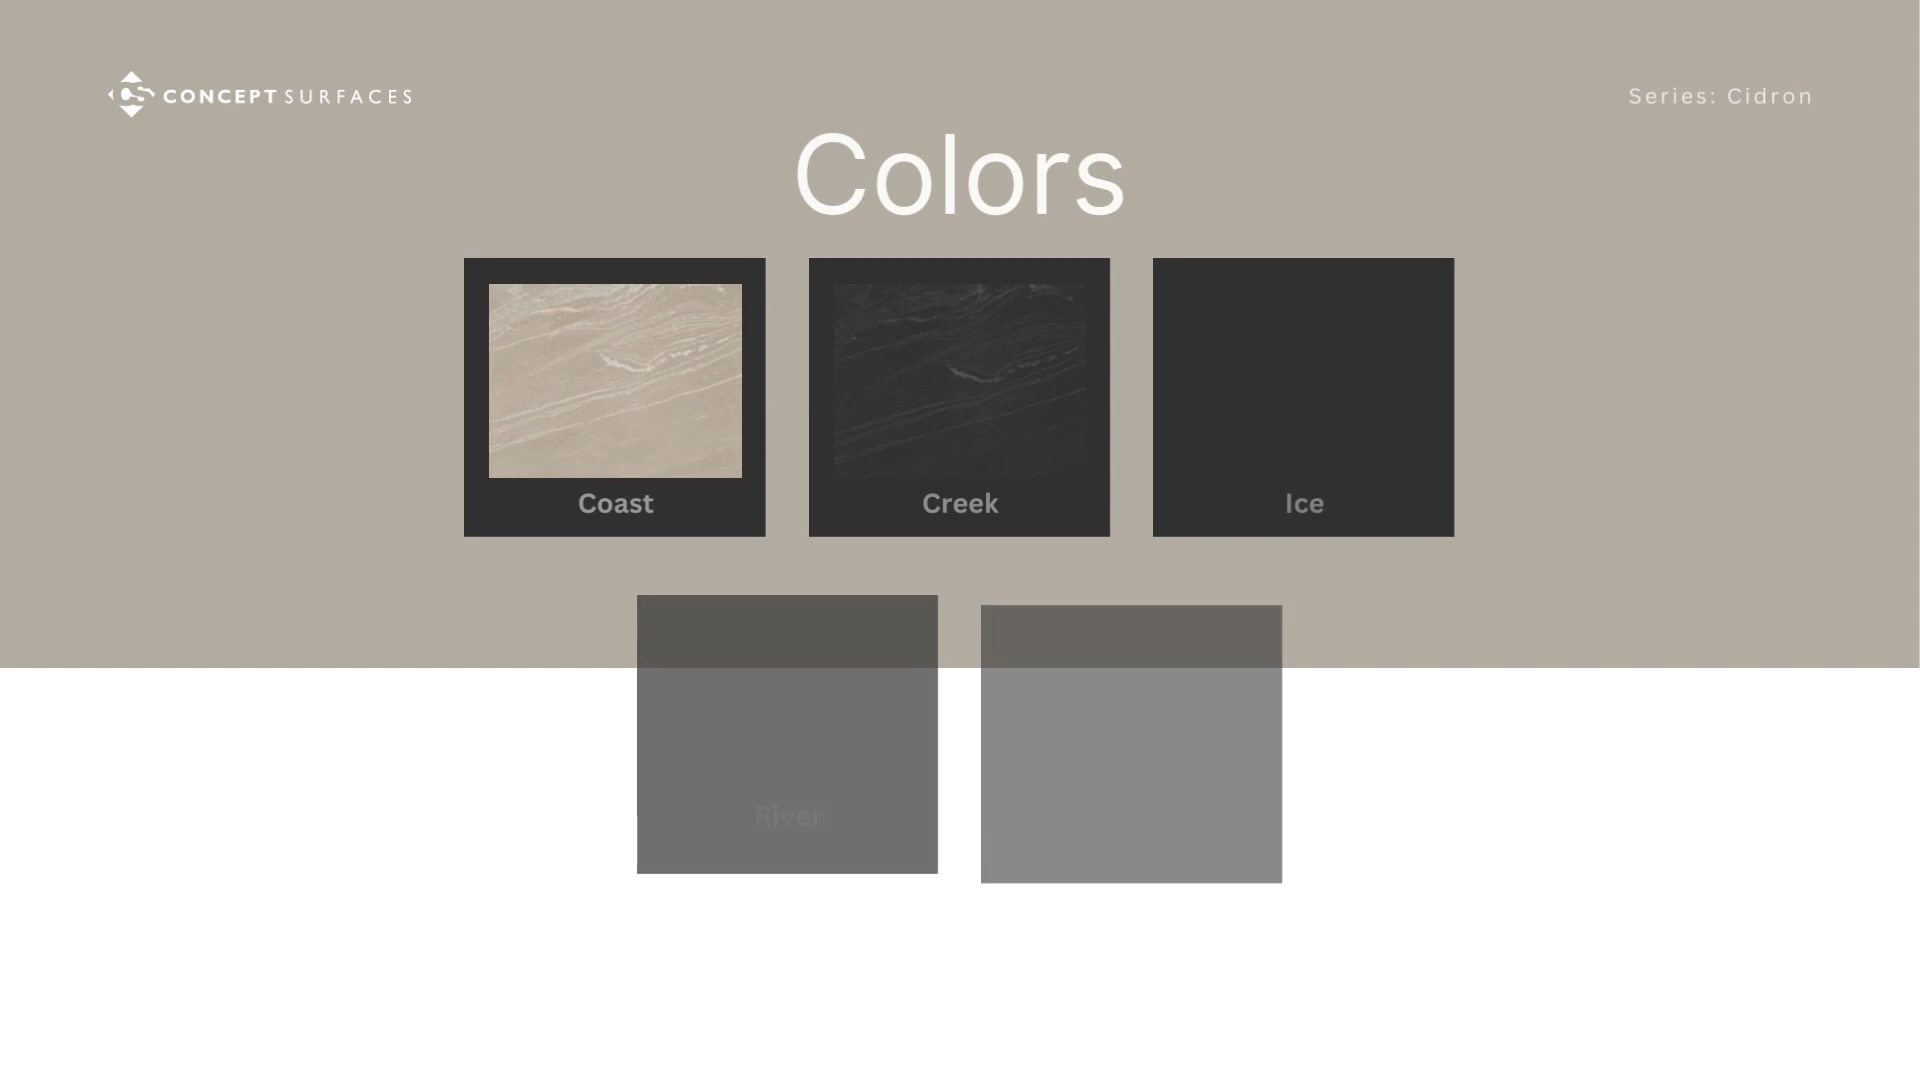 CONCEPT SURFACES
Series: Cidron
Colors
Coast
Creek
Ice
River